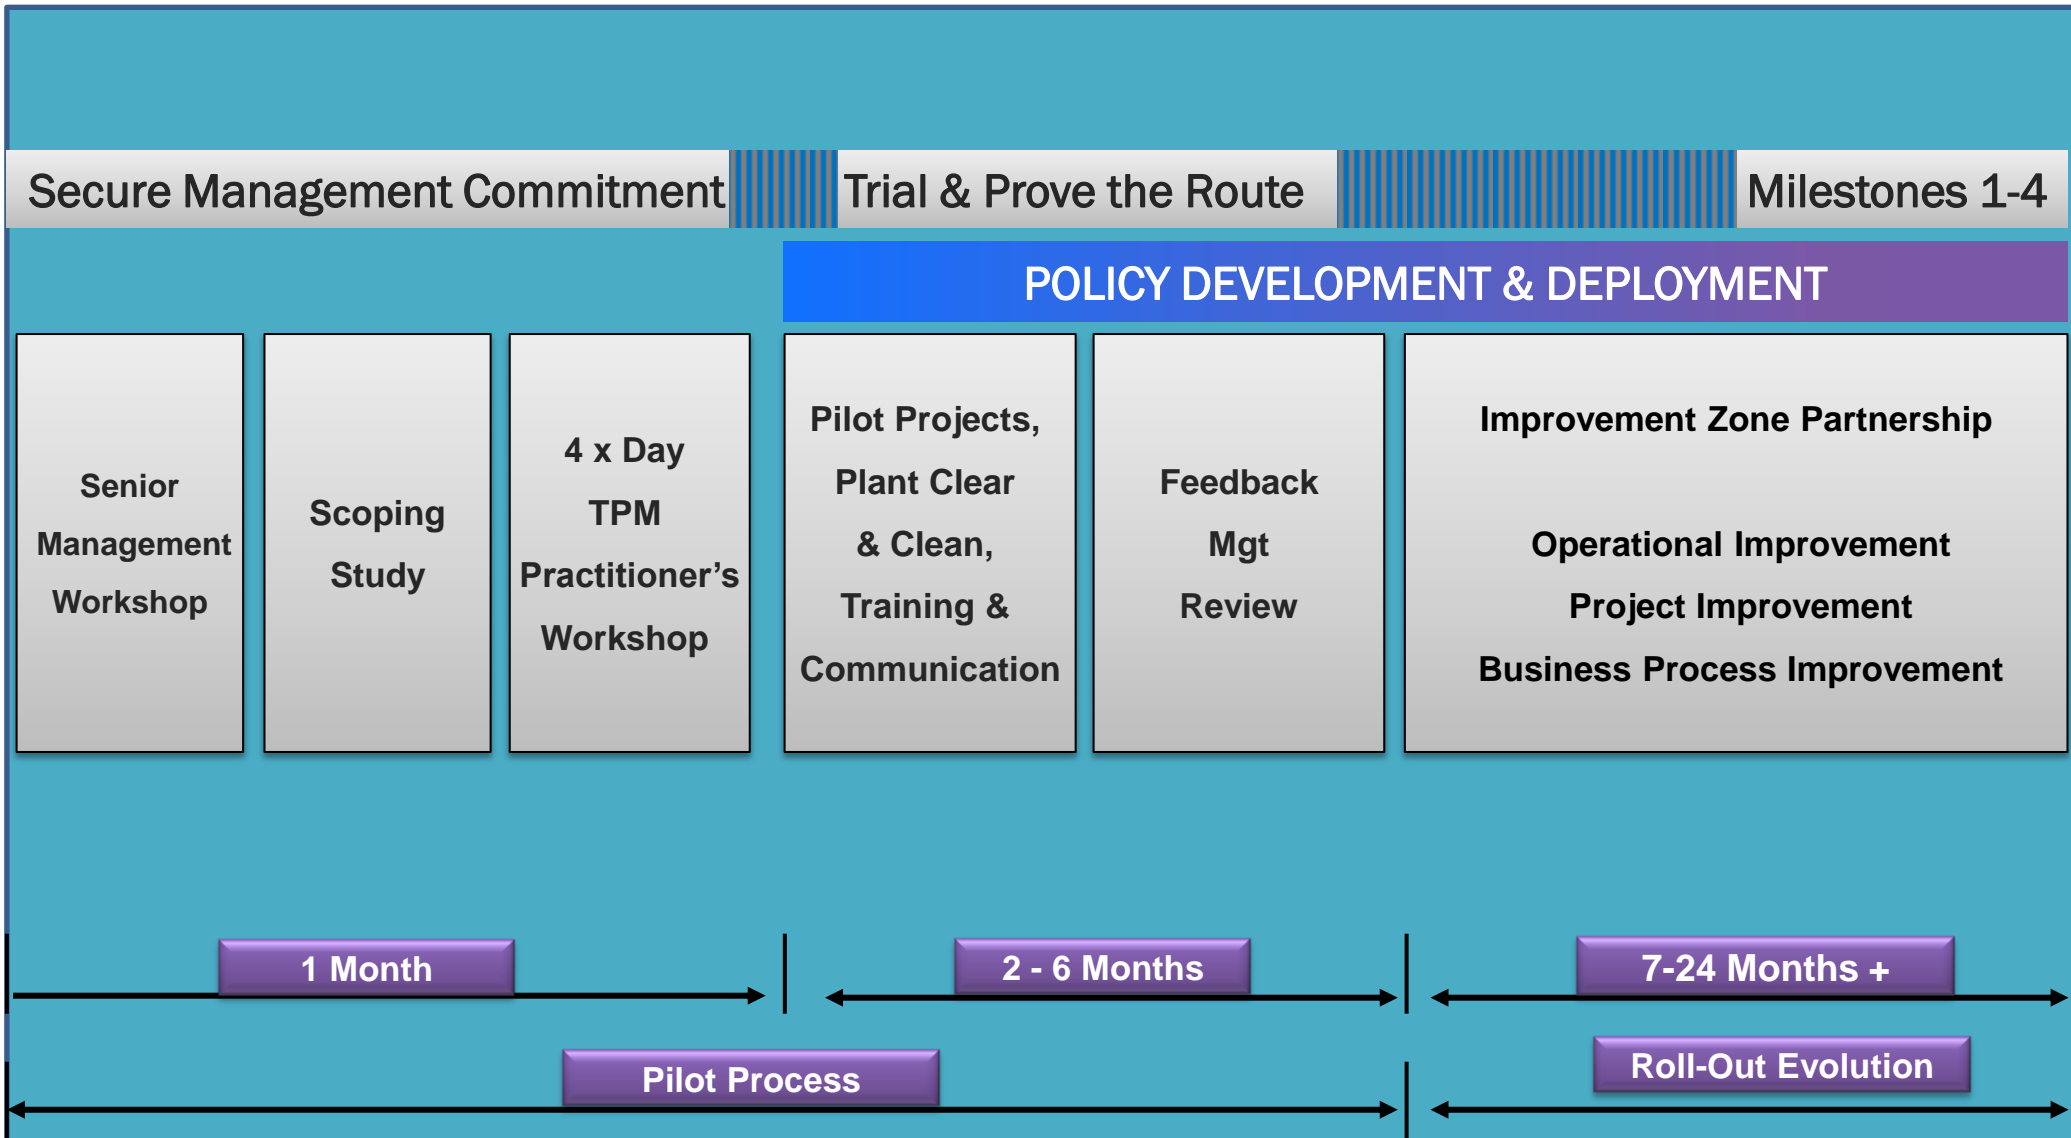 Secure Management Commitment
Trial & Prove the Route
Milestones 1-4
POLICY DEVELOPMENT & DEPLOYMENT
Senior
Management
Workshop
Scoping
Study
4 x Day
TPM
Practitioner’s
Workshop
Pilot Projects,
Plant Clear
& Clean,
Training &
Communication
Feedback
Mgt
Review
Improvement Zone Partnership
Operational Improvement
Project Improvement
Business Process Improvement
1 Month
2 - 6 Months
7-24 Months +
Pilot Process
Roll-Out Evolution